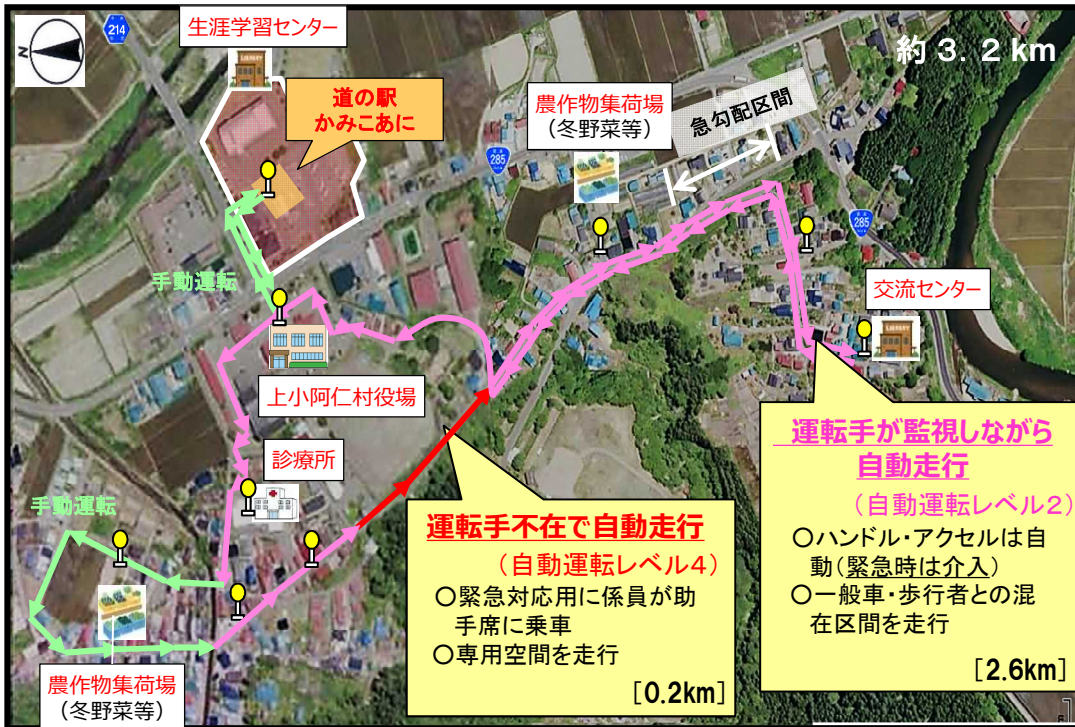 N
214
生涯学習センター
LIBRARY
道の駅
かみこあに
約3.2km
農作物集荷場
(冬野菜等)
急勾配区間
285
285
手動運転
交流センター
LIBRARY
上小阿仁村役場
診療所
手動運転
農作物集荷場
(冬野菜等)
運転手不在で自動走行
(自動運転レベル4)
○緊急対応用に係員が助
手席に乗車
○専用空間を走行
[0.2km]
運転手が監視しながら
自動走行
(自動運転レベル2)
○ハンドル・アクセルは自
動(緊急時は介入)
○一般車・歩行者との混
在区間を走行
[2.6km]